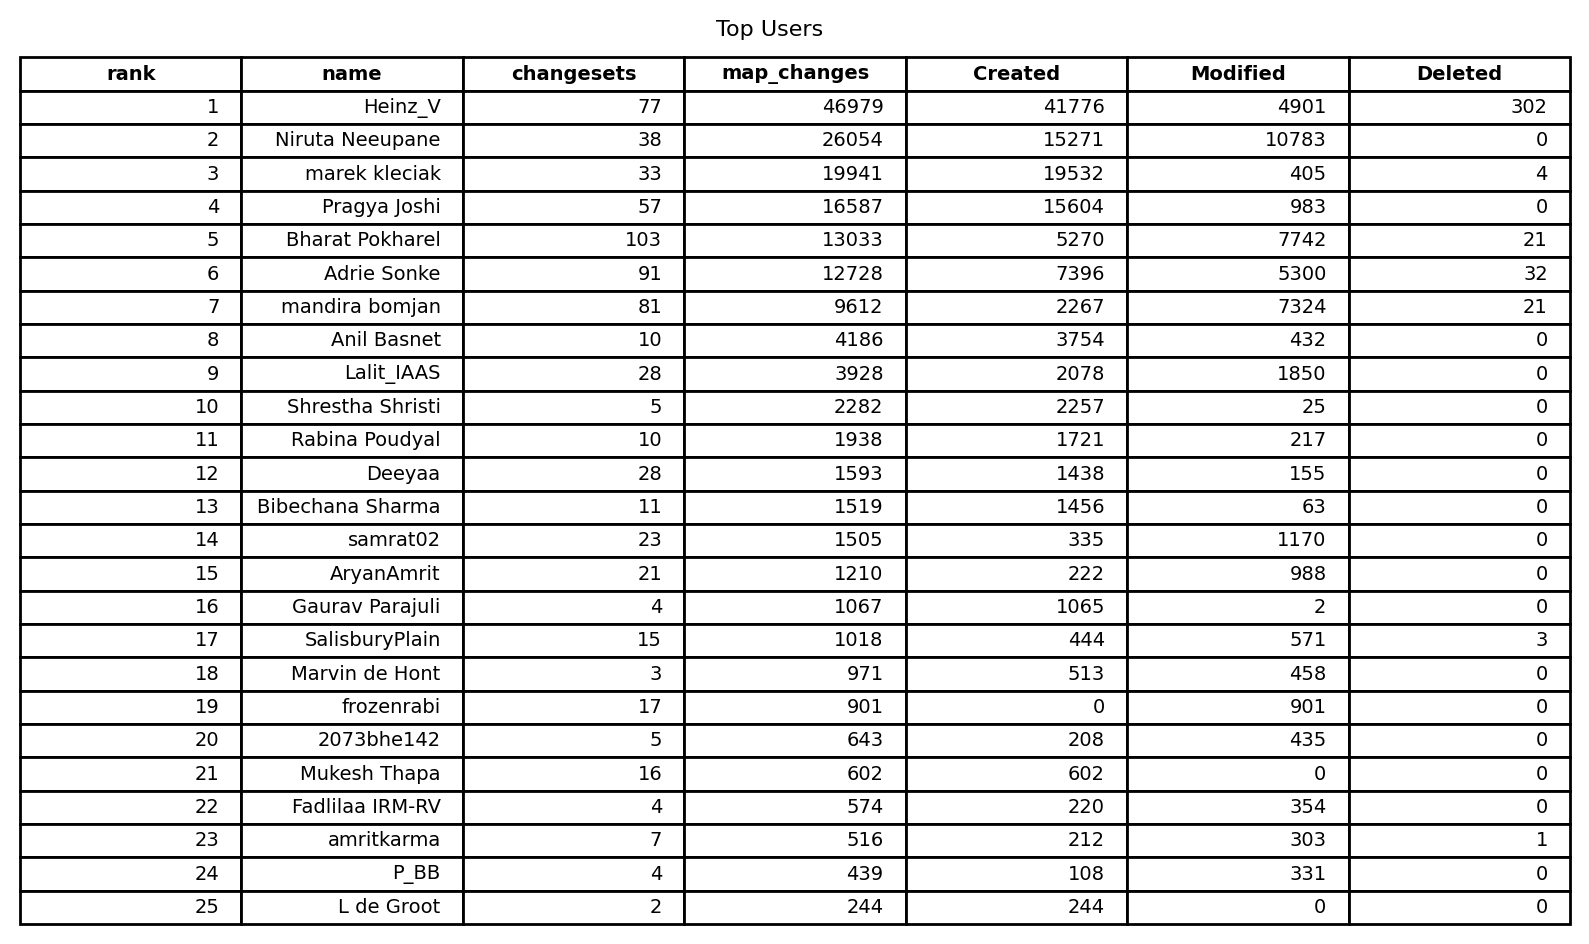 Top Users
rank name changesets map_changes Created Modified Deleted
1 Heinz_V 77 46979 41776 4901 302
2 Niruta Neeupane 38 26054 15271 10783 0
3 marek kleciak 33 19941 19532 405 4
4 Pragya Joshi 57 16587 15604 983 0
5 Bharat Pokharel 103 13033 5270 7742 21
6 Adrie Sonke 91 12728 7396 5300 32
7 mandira bomjan 81 9612 2267 7324 21
8 Anil Basnet 10 4186 3754 432 0
9 Lalit_IAAS 28 3928 2078 1850 0
10 Shrestha Shristi 5 2282 2257 25 0
11 Rabina Poudyal 10 1938 1721 217 0
12 Deeyaa 28 1593 1438 155 0
13 Bibechana Sharma 11 1519 1456 63 0
14 samrat02 23 1505 335 1170 0
15 AryanAmrit 21 1210 222 988 0
16 Gaurav Parajuli 4 1067 1065 2 0
17 SalisburyPlain 15 1018 444 571 3
18 Marvin de Hont 3 971 513 458 0
19 frozenrabi 17 901 0 901 0
20 2073bhe142 5 643 208 435 0
21 Mukesh Thapa 16 602 602 0 0
22 Fadlilaa IRM-RV 4 574 220 354 0
23 amritkarma 7 516 212 303 1
24 P_BB 4 439 108 331 0
25 L de Groot 2 244 244 0 0